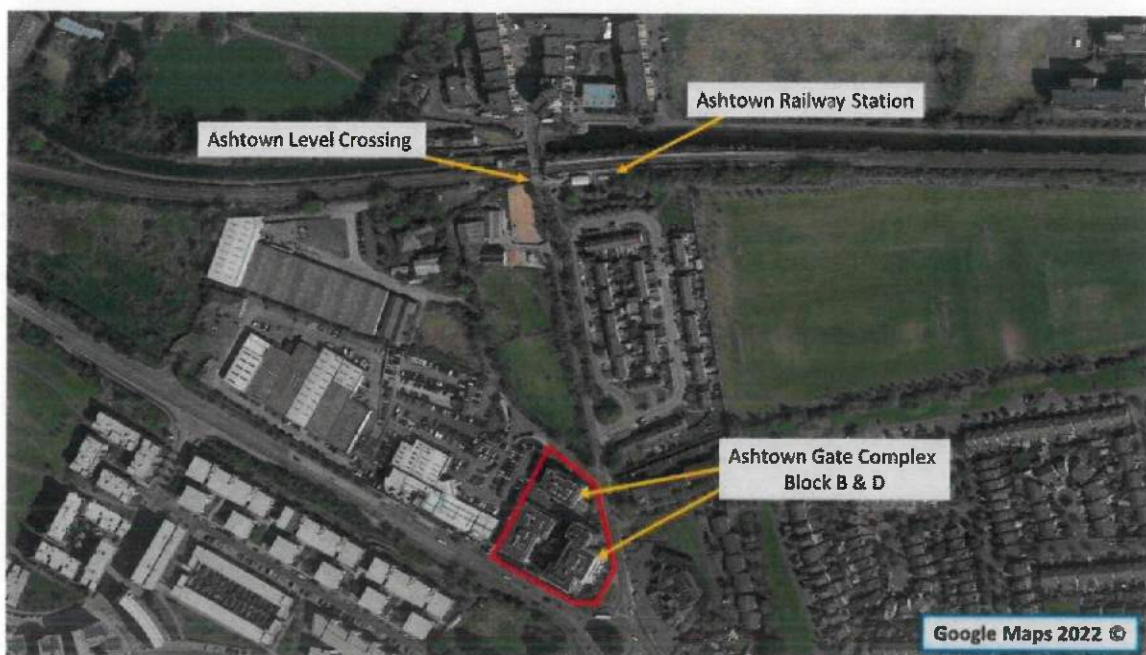 Ashtown Railway Station
Ashtown Level Crossing
Ashtown Gate Complex
Block B & D
Google Maps 2022 ©